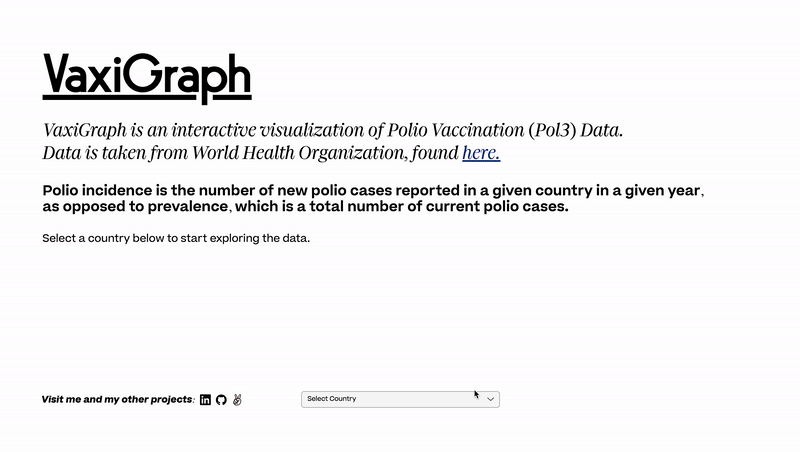 VaxiGraph
VaxiGraph is an interactive visualization of Polio Vaccination (Pol3) Data.
Data is taken from World Health Organization, found here.
Polio incidence is the number of new polio cases reported in a given country in a given year,
as opposed to prevalence, which is a total number of current polio cases.
Select a country below to start exploring the data.
Visit me and my other projects:
Select Country